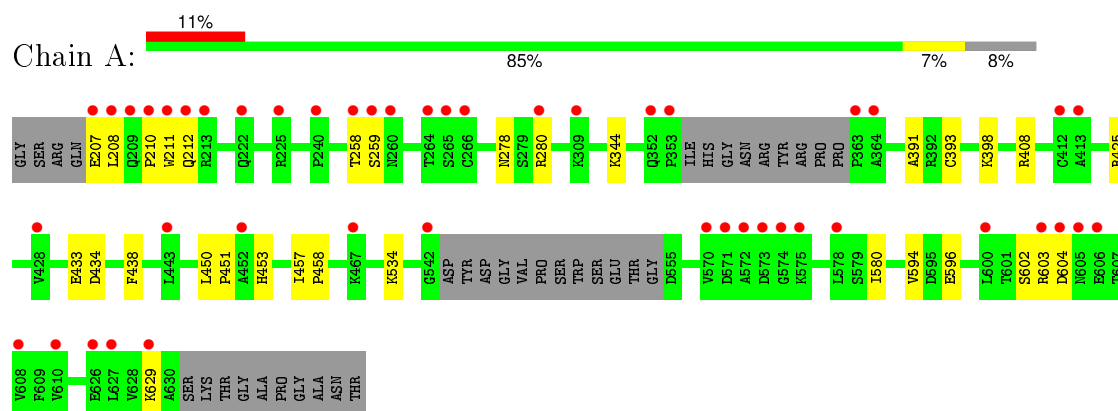 11%
Chain A:
85% 7% 8%
GLY SER ARG GLN E207 L208 Q209 P210 W211 Q212 R213 Q222 R225 P240 T258 S259 N260 T264 S265 C266 N278 S279 R280 K309 K344 Q352 P353 ILE HIS GLY ASN ARG TYR ARG PRO PRO P363 A364 A391 R392 C393 K398 R408 C412 A413
V428 E433 D434 F438 L443 L450 P451 A452 H453 I457 P458 K467 K534 G542 ASP TYR ASP GLY VAL PRO SER TRP SER GLU THR GLY D555 V570 D571 A572 D573 G574 K575 L578 S579 I580 V594 D595 E596 L600 T601 S602 R603 D604 N605 E606
V608 F609 V610 E626 L627 V628 K629 A630 SER LYS THR GLY ALA PRO GLY ALA ASN THR